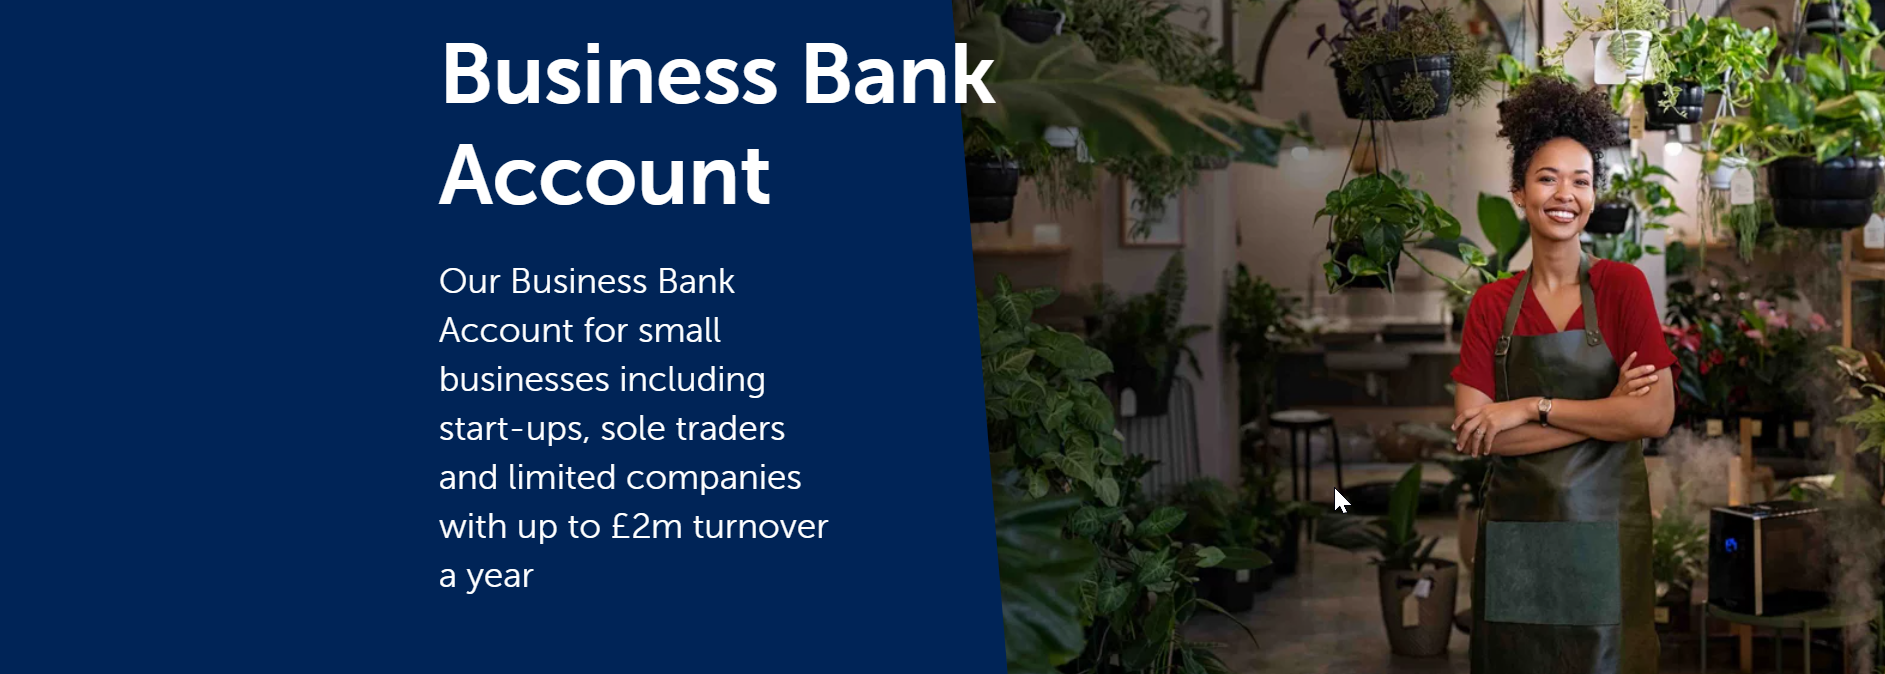 Business Bank
Account
Our Business Bank
Account for small
businesses including
start-ups, sole traders
and limited companies
with up to £2m turnover
a year